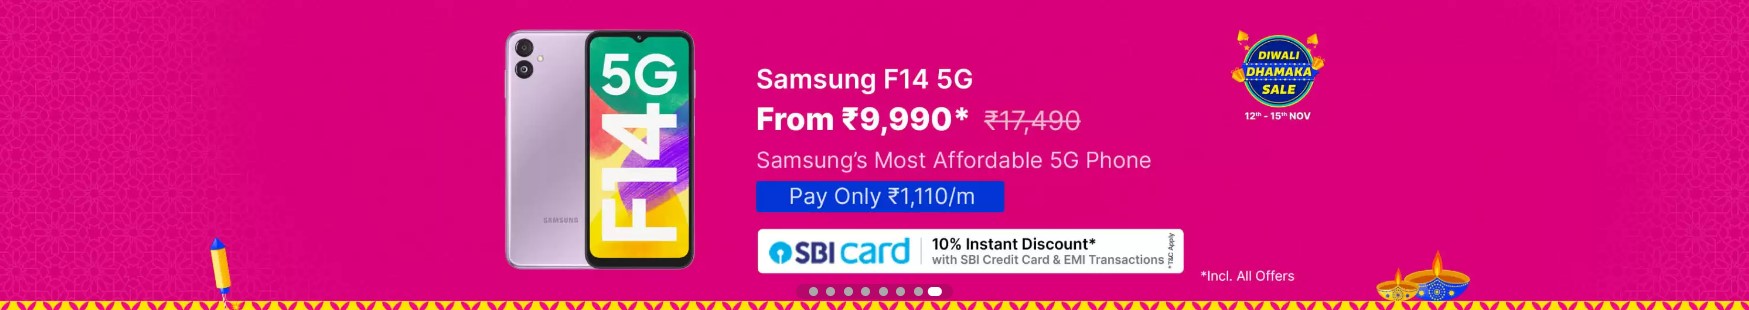 5G
F14
SAMSUNG
Samsung F14 5G
From ₹9,990* ₹17,490
Samsung's Most Affordable 5G Phone
Pay Only ₹1,110/m
SBI card
10% Instant Discount*
with SBI Credit Card & EMI Transactions
*T&C Apply
*Incl. All Offers
DIWALI
DHAMAKA
SALE
12th - 15th NOV